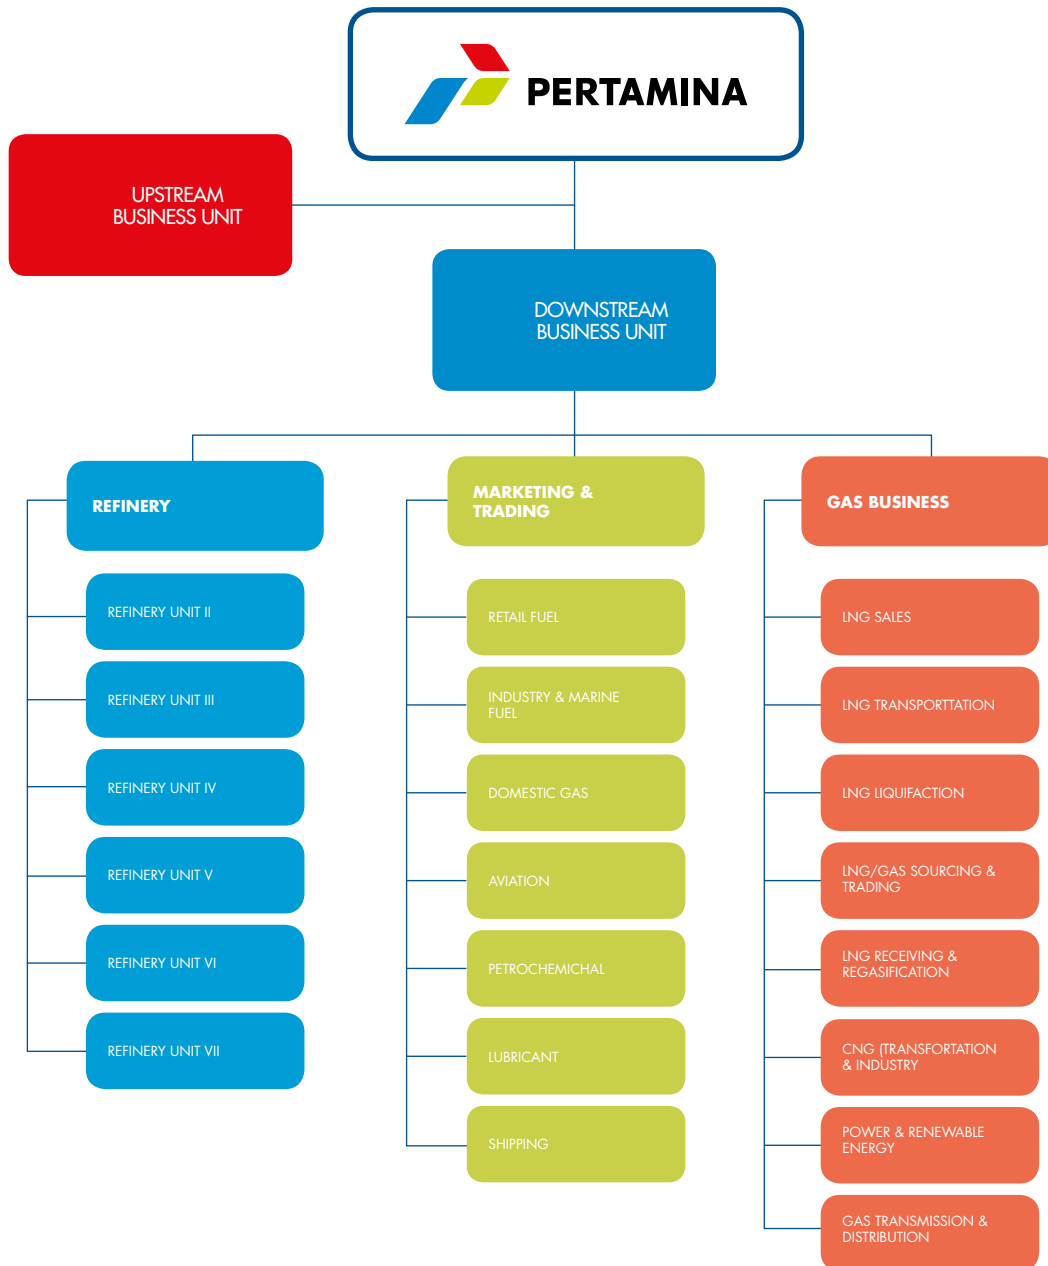 PERTAMINA
UPSTREAM
BUSINESS UNIT
DOWNSTREAM
BUSINESS UNIT
REFINERY
REFINERY UNIT II
REFINERY UNIT III
REFINERY UNIT IV
REFINERY UNIT V
REFINERY UNIT VI
REFINERY UNIT VII
MARKETING &
TRADING
RETAIL FUEL
INDUSTRY & MARINE
FUEL
DOMESTIC GAS
AVIATION
PETROCHEMICHAL
LUBRICANT
SHIPPING
GAS BUSINESS
LNG SALES
LNG TRANSPORTTATION
LNG LIQUIFACTION
LNG/GAS SOURCING &
TRADING
LNG RECEIVING &
REGASIFICATION
CNG (TRANSFORTATION
& INDUSTRY
POWER & RENEWABLE
ENERGY
GAS TRANSMISSION &
DISTRIBUTION